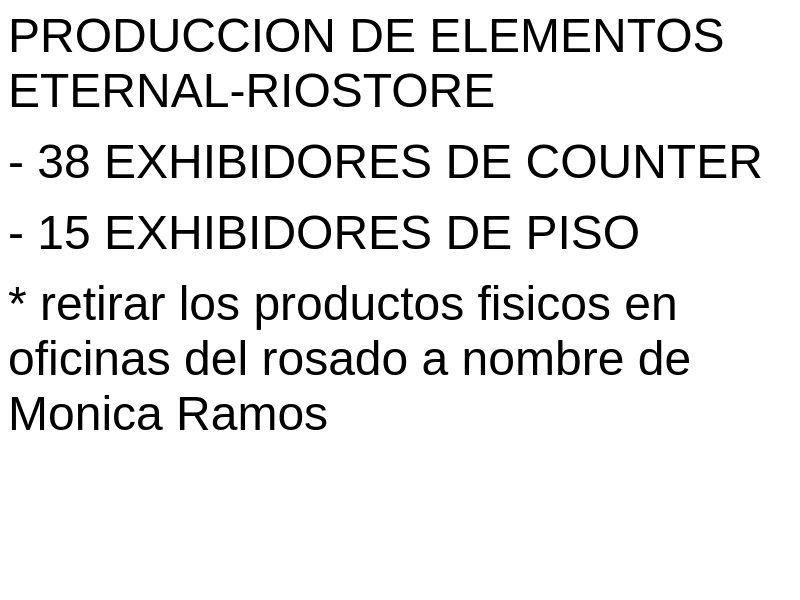 PRODUCCION DE ELEMENTOS
ETERNAL-RIOSTORE
- 38 EXHIBIDORES DE COUNTER
- 15 EXHIBIDORES DE PISO
* retirar los productos fisicos en
oficinas del rosado a nombre de
Monica Ramos